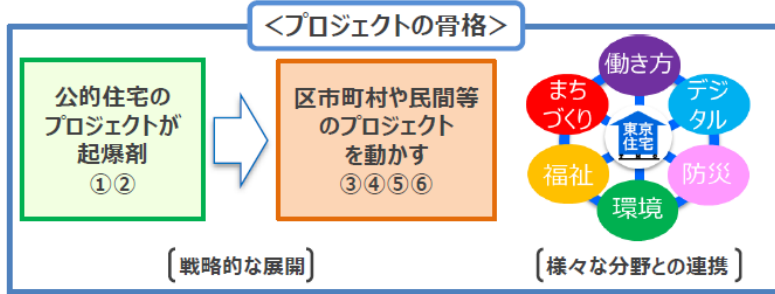 <プロジェクトの骨格>
公的住宅の
プロジェクトが
起爆剤
①②
区市町村や民間等
のプロジェクト
を動かす
③④⑤⑥
働き方
まち
づくり
デジ
タル
東京
住宅
福祉
防災
環境
〔戦略的な展開〕
〔様々な分野との連携〕